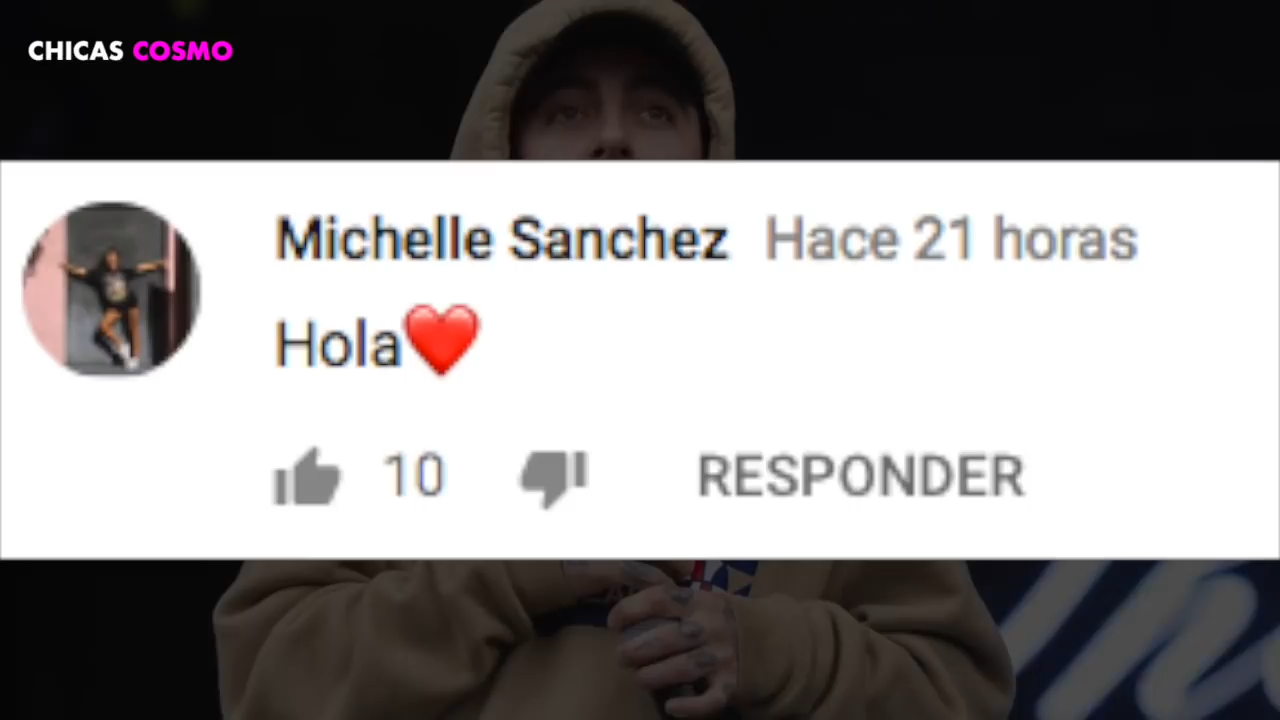 CHICAS COSMO
Michelle Sanchez Hace 21 horas
Hola❤️
10 RESPONDER